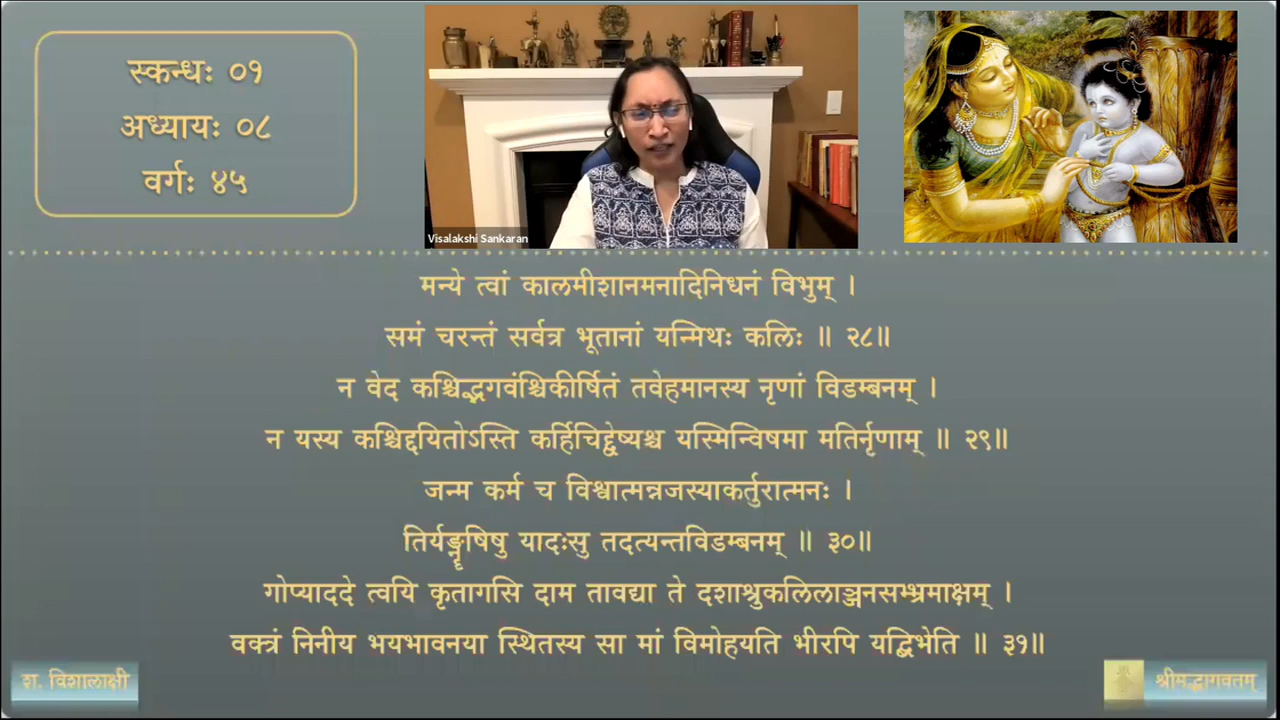 स्कन्धः ०१
अध्यायः ०८
वर्गः ४५
Visalakshi Sankaran
मन्ये त्वां कालमीशानमनादिनिधनं विभुम् ।
समं चरन्तं सर्वत्र भूतानां यन्मिथः कलिः ॥ २८॥
न वेद कश्चिद्भगवंश्चिकीर्षितं तवेहमानस्य नृणां विडम्बनम् ।
न यस्य कश्चिद्दयितोऽस्ति कर्हिचिद्द्वेष्यश्च यस्मिन्विषमा मतिर्नृणाम् ॥ २९॥
जन्म कर्म च विश्वात्मन्नजस्याकर्तुरात्मनः ।
तिर्यङ्नॄषिषु यादःसु तदत्यन्तविडम्बनम् ॥ ३०॥
गोप्याददे त्वयि कृतागसि दाम तावद्या ते दशाश्रुकलिलाञ्जनसम्भ्रमाक्षम् ।
वक्त्रं निनीय भयभावनया स्थितस्य सा मां विमोहयति भीरपि यद्बिभेति ॥ ३१॥
श. विशालाक्षी
श्रीमद्भागवतम्